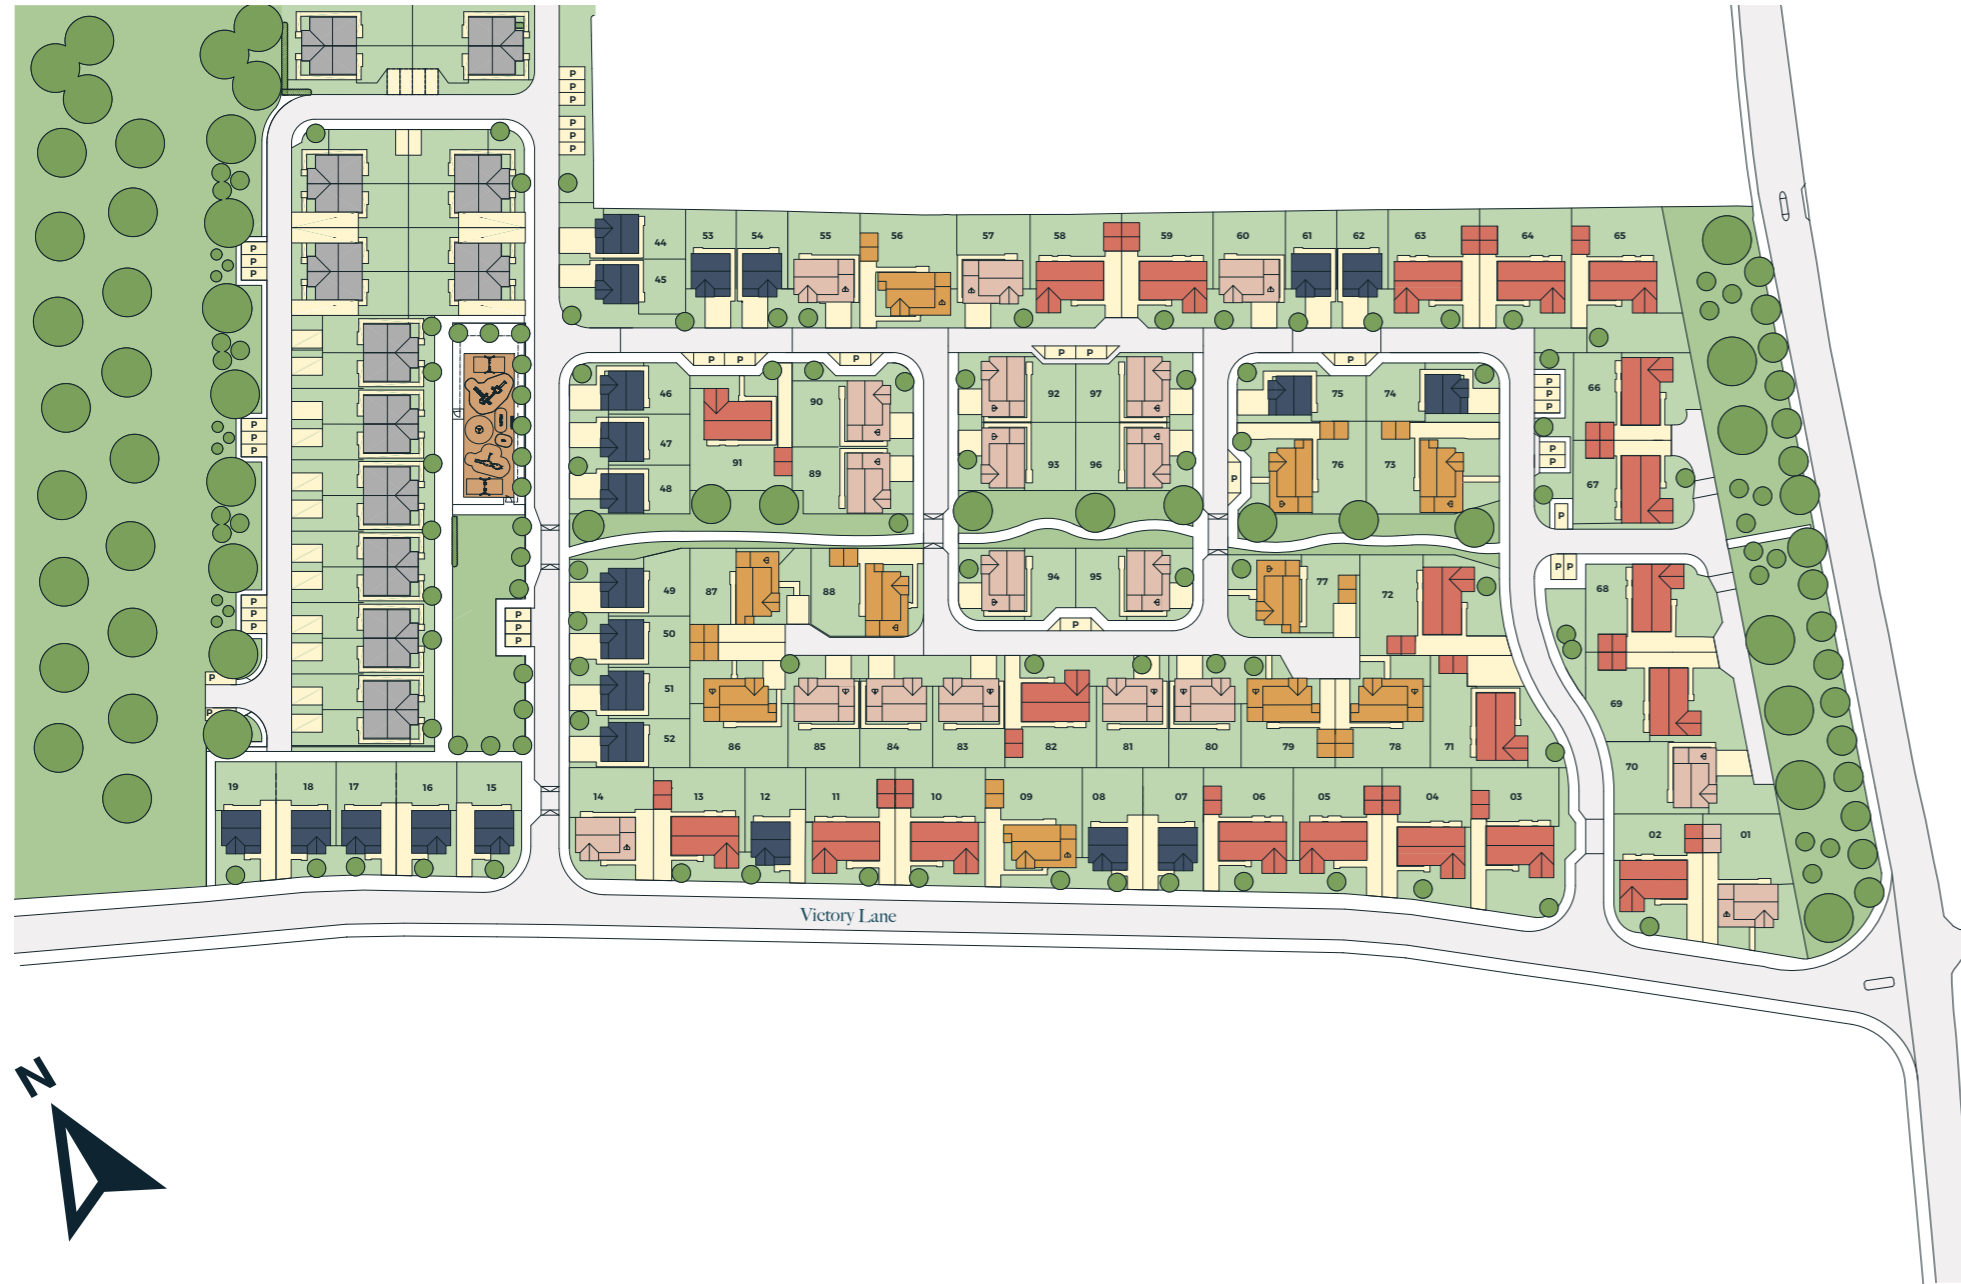 P
P
P
P
P
P
44
53
54
55
56
57
58
59
60
61
62
63
64
65
45
P
P
P
P P
P
P P
P
46
90
92
97
75
74
66
P
P
P
47
91
89
93
96
76
73
67
P
P
P
P
P
P
48
P
P
49
87
88
94
95
77
72
68
P P
P
P
P
P
P
P
50
P
51
69
P
P
52
86
85
84
83
82
81
80
79
78
71
70
19
18
17
16
15
14
13
12
11
10
09
08
07
06
05
04
03
02
01
Victory Lane
N